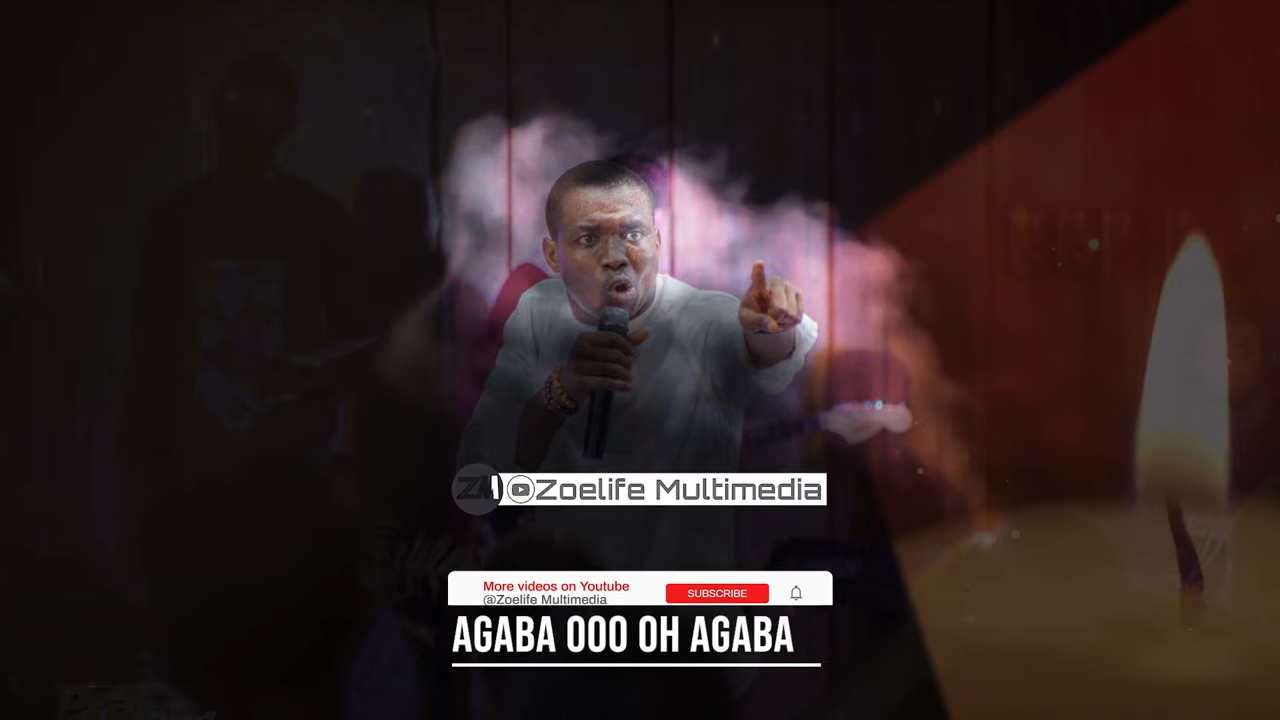 ZM
Zoelife Multimedia
More videos on Youtube
@Zoelife Multimedia
SUBSCRIBE
AGABA OOO OH AGABA